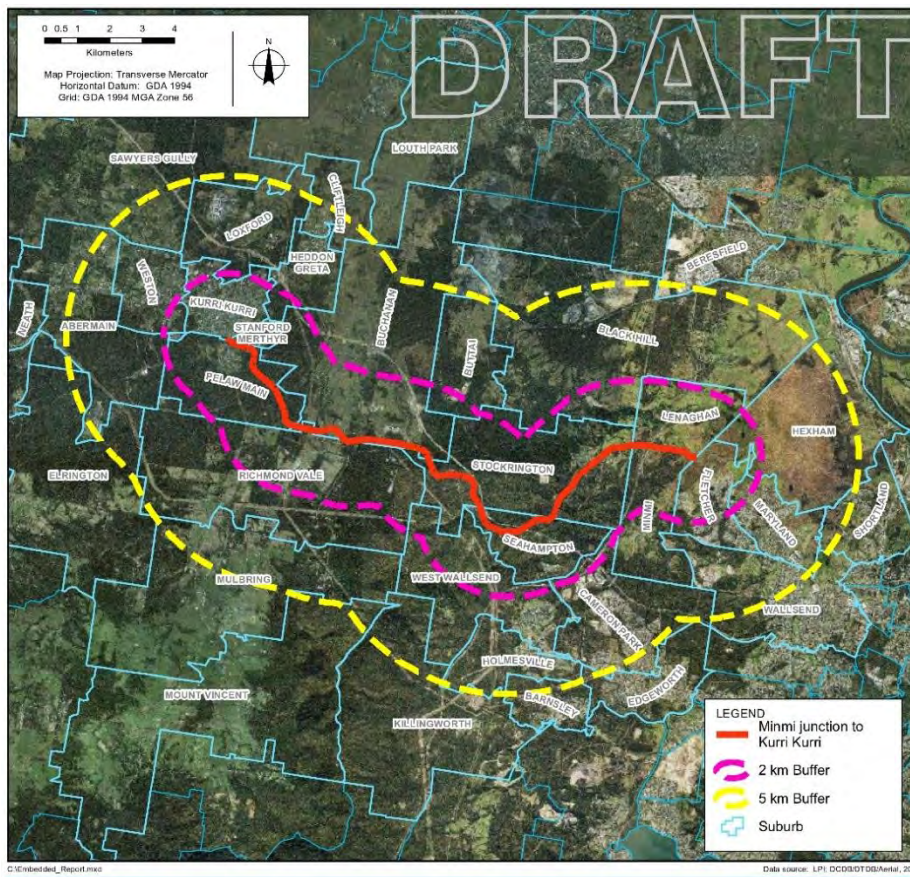 DRAFT
0 0.5 1 2 3 4
Kilometers
Map Projection: Transverse Mercator
Horizontal Datum: GDA 1994
Grid: GDA 1994 MGA Zone 56
N
LOUTH PARK
SAWYERS GULLY
CLIFTLEIGH
LOXFORD
BERESFIELD
HEDDON
GRETA
WESTON
KURRI KURRI
NEATH
ABERMAIN
STANFORD
MERTHYR
BUCHANAN
BLACK HILL
BUTTAI
PELAW MAIN
LENAGHAN
HEXHAM
ELRINGTON
RICHMOND VALE
STOCKRINGTON
FLETCHER
SHORTLAND
MINMI
MARYLAND
SEAHAMPTON
MULBRING
WEST WALLSEND
CAMERON PARK
WALLSEND
HOLMESVILLE
EDGEWORTH
MOUNT VINCENT
BARNSLEY
KILLINGWORTH
LEGEND
Minmi junction to
Kurri Kurri
2 km Buffer
5 km Buffer
Suburb
C:\Embedded_Report.mxd
Data source: LPI: DCDB/DTDB/Aerial, 20